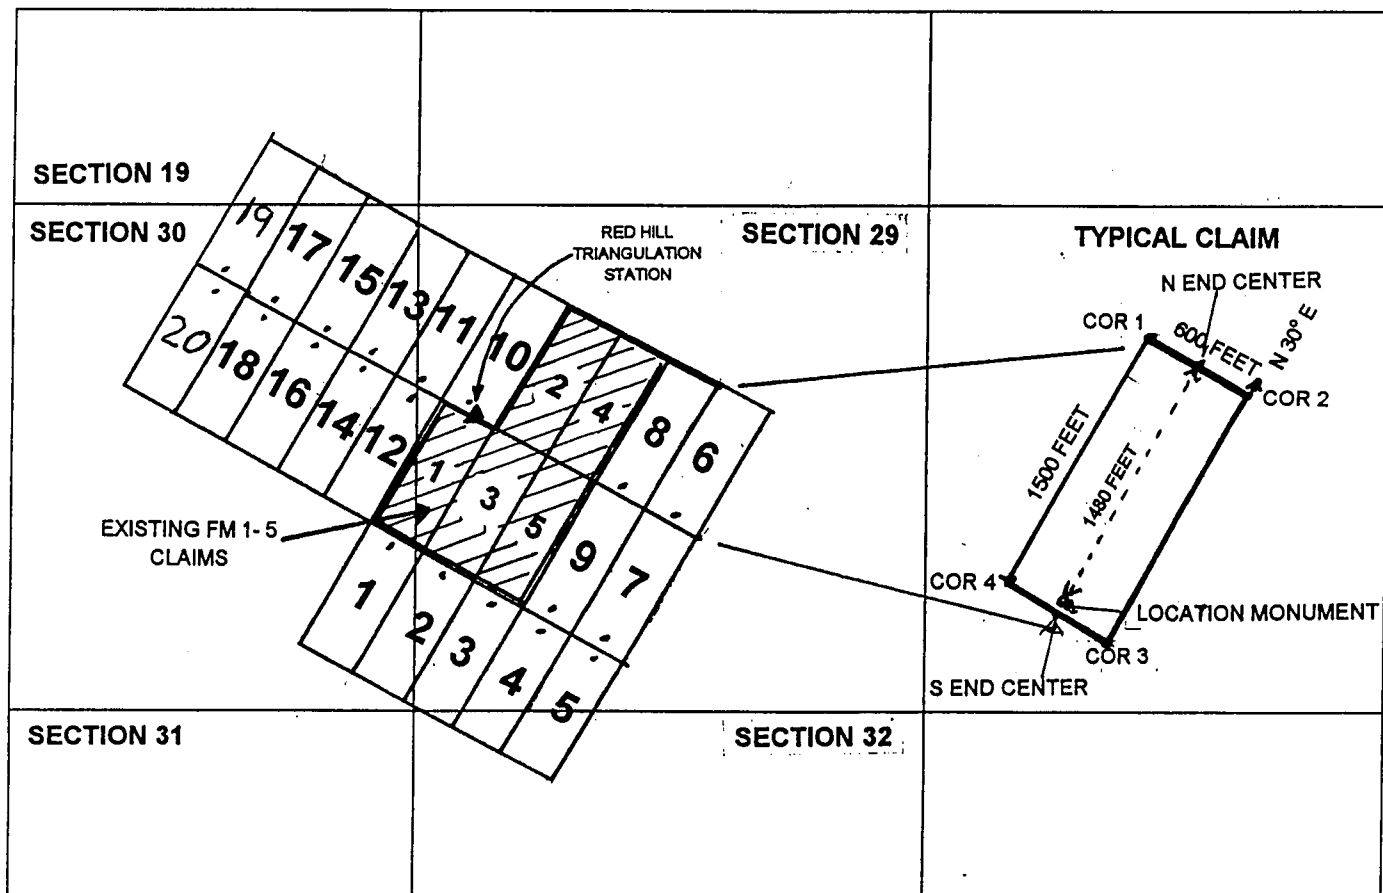 SECTION 19
SECTION 30
RED HILL
TRIANGULATION
STATION
SECTION 29
TYPICAL CLAIM
N END CENTER
COR 1
600 FEET
N 30° E
COR 2
1500 FEET
1480 FEET
COR 4
LOCATION MONUMENT
COR 3
S END CENTER
19
17
15
13
11
10
2
4
8
6
20
18
16
14
12
1
3
5
9
7
EXISTING FM 1-5
CLAIMS
1
2
3
4
5
SECTION 31
SECTION 32